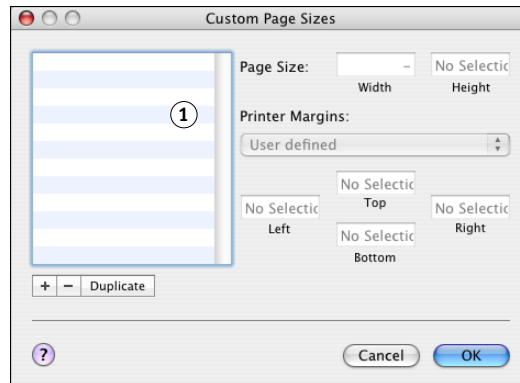 Custom Page Sizes
Page Size:
–
No Selectic
Width
Height
1
Printer Margins:
User defined
No Selectic
Top
No Selectic
Left
No Selectic
Right
No Selectic
Bottom
+ – Duplicate
?
Cancel
OK